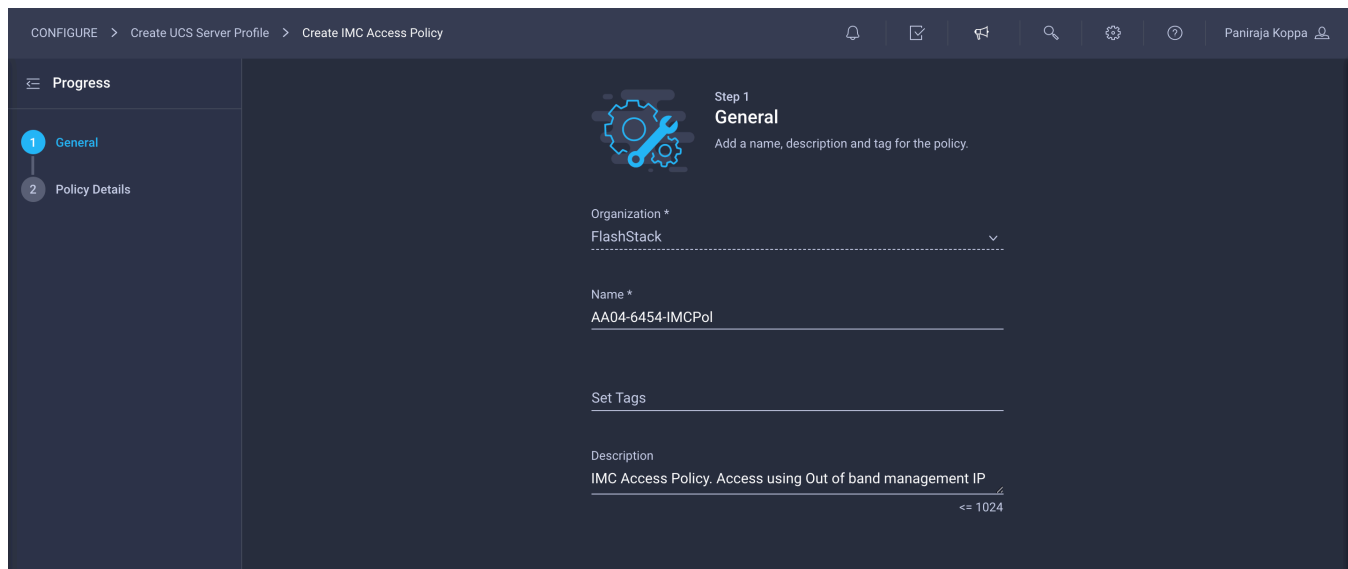 CONFIGURE > Create UCS Server Profile > Create IMC Access Policy
Paniraja Koppa
Progress
1 General
2 Policy Details
Step 1
General
Add a name, description and tag for the policy.
Organization *
FlashStack
Name *
AA04-6454-IMCPol
Set Tags
Description
IMC Access Policy. Access using Out of band management IP
<= 1024